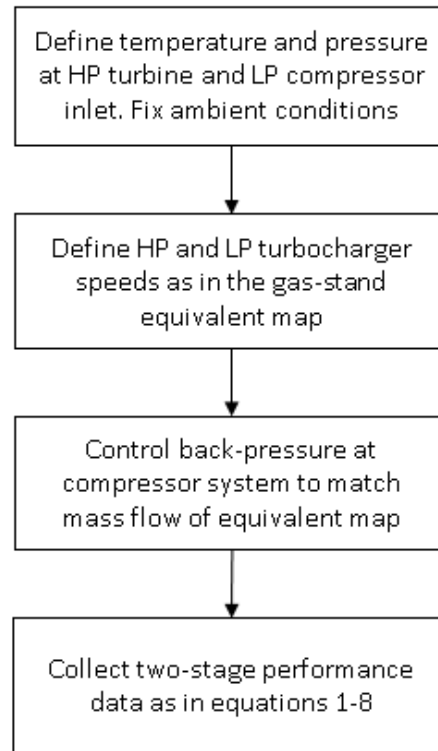 Define temperature and pressure
at HP turbine and LP compressor
inlet. Fix ambient conditions
Define HP and LP turbocharger
speeds as in the gas-stand
equivalent map
Control back-pressure at
compressor system to match
mass flow of equivalent map
Collect two-stage performance
data as in equations 1-8